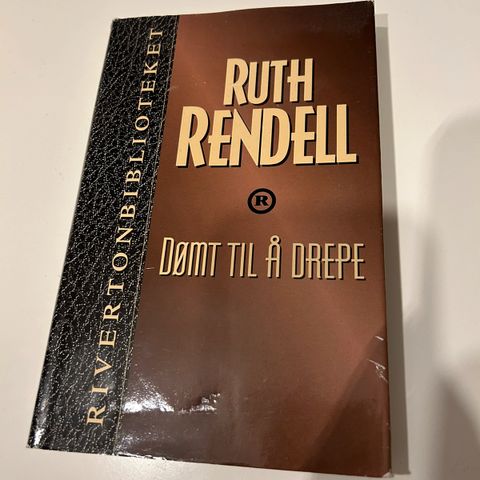 RUTH
RENDELL
R
DØMT TIL Å DREPE
RIVERTONBIBLIOTEKET